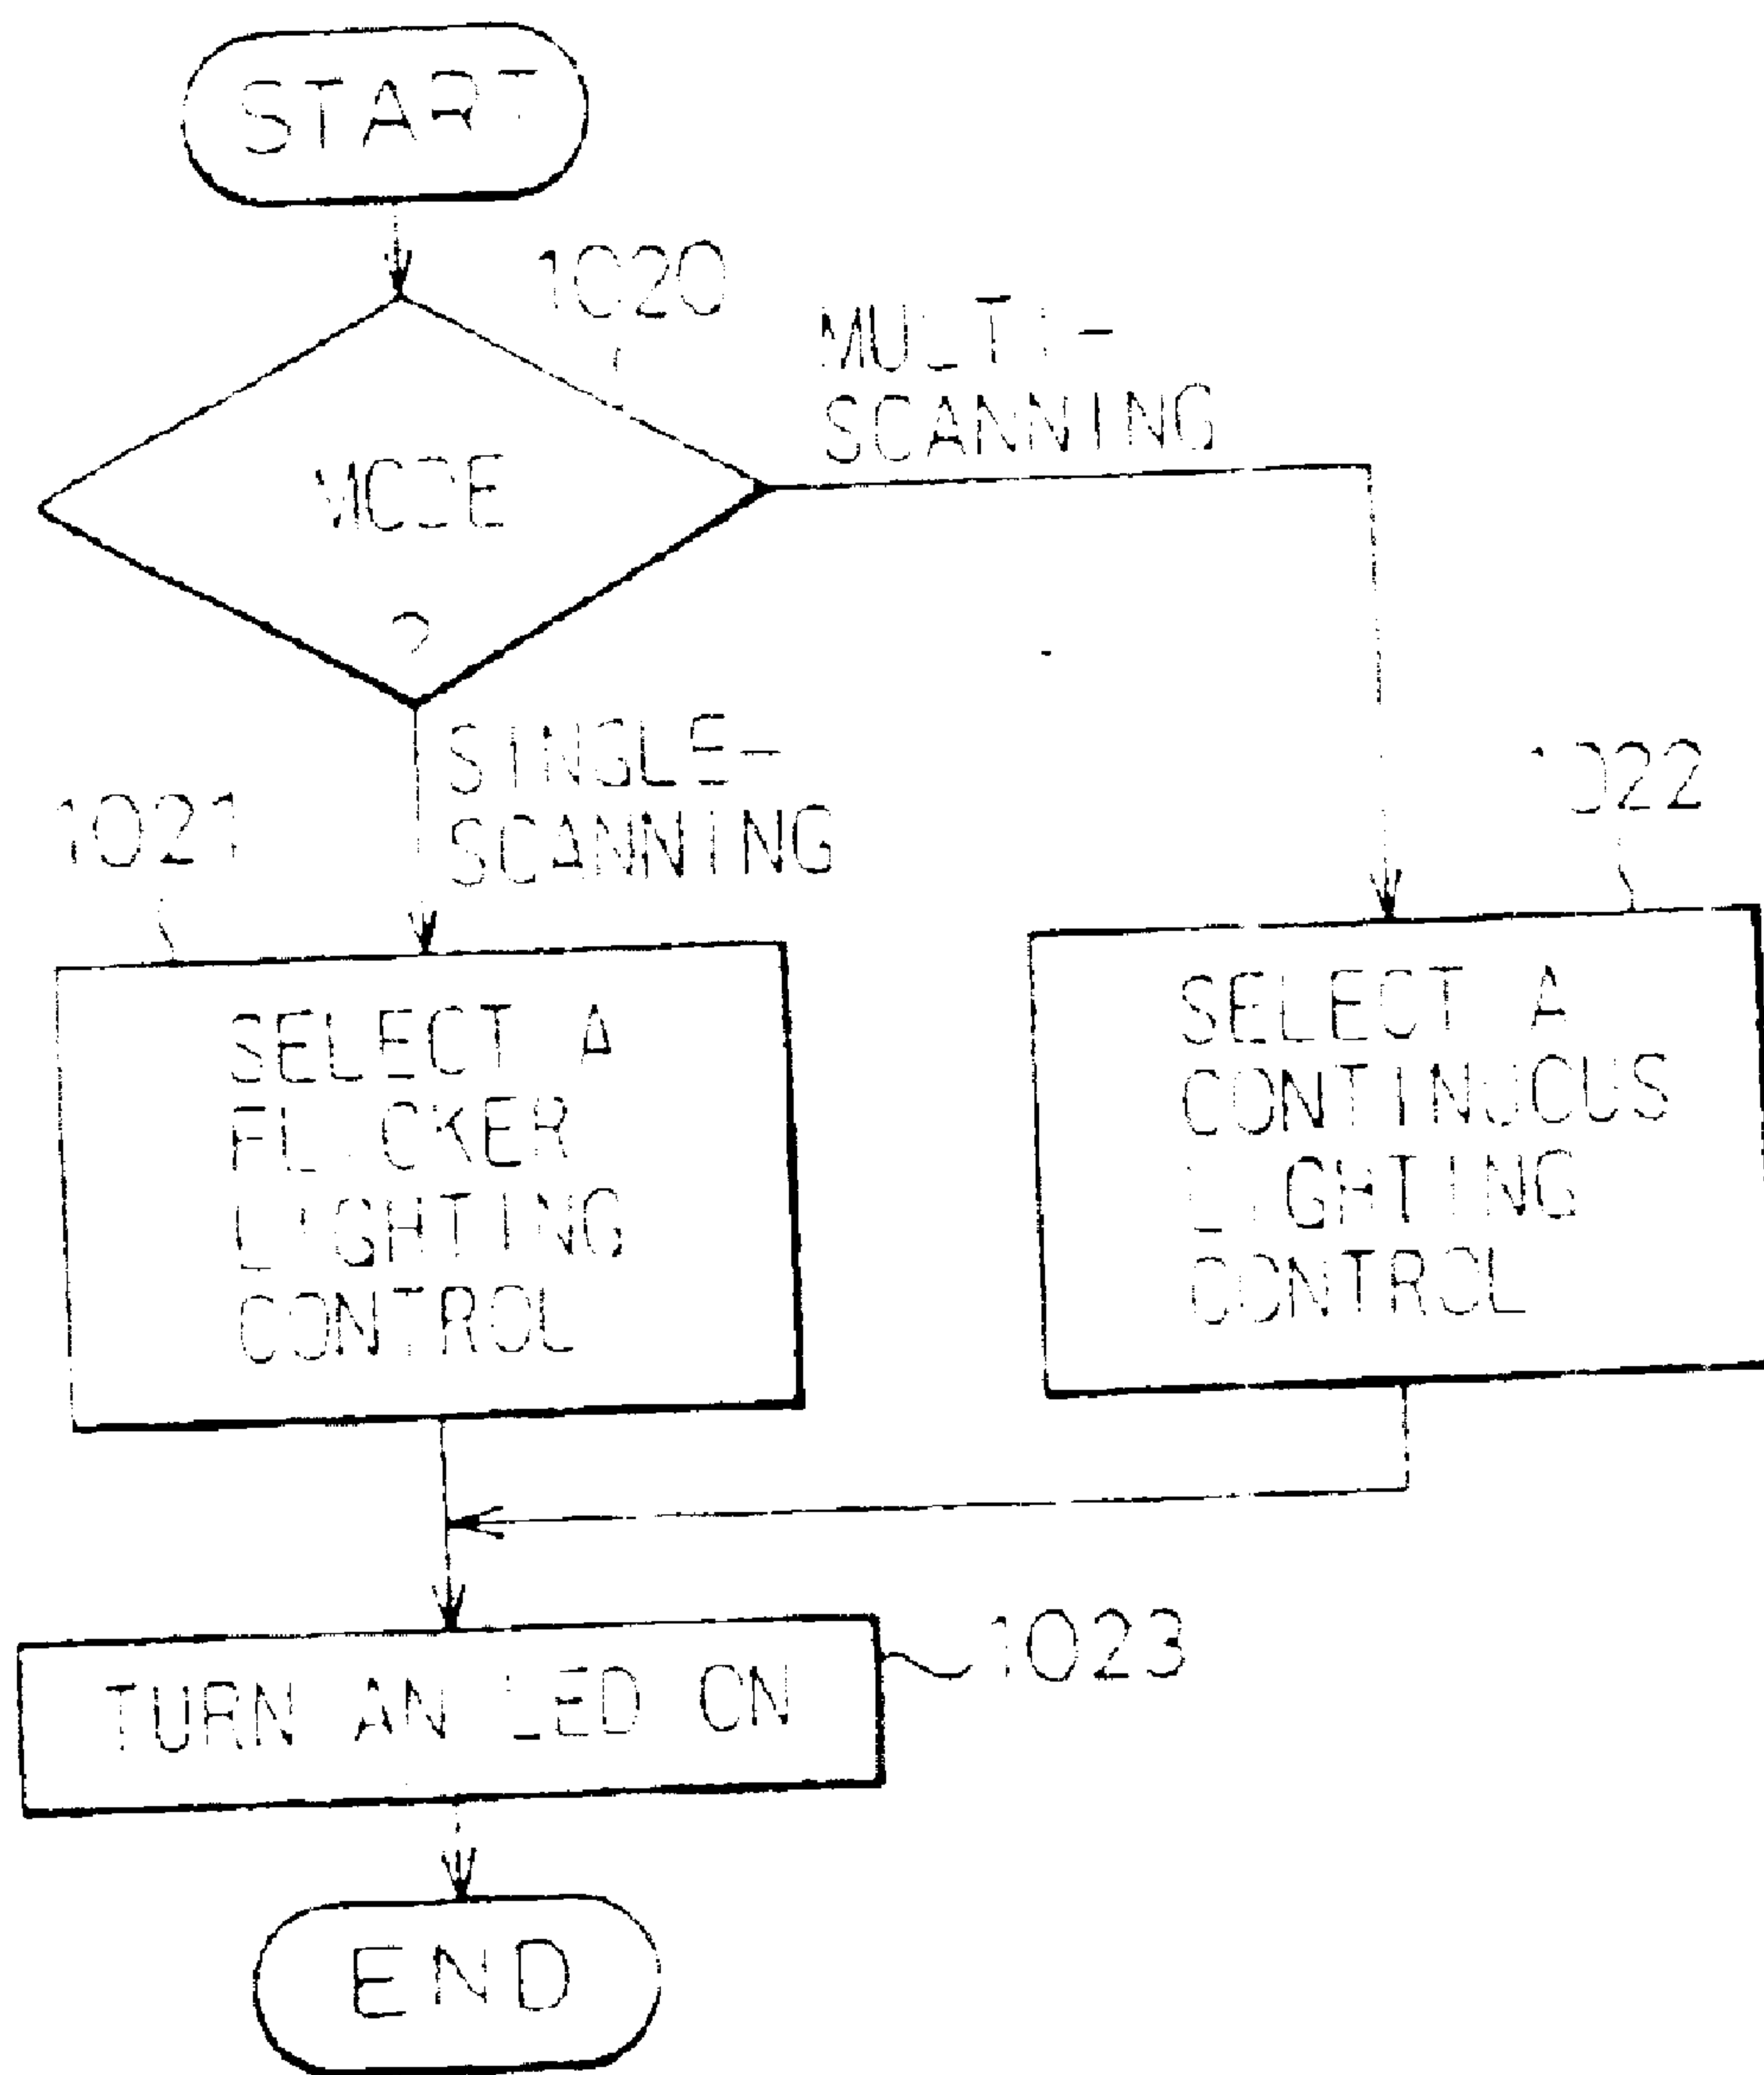 START
1020
MULTI-
SCANNING
MODE
?
SINGLE-
SCANNING
1021
1022
SELECT A
FLICKER
LIGHTING
CONTROL
SELECT A
CONTINUOUS
LIGHTING
CONTROL
TURN AN LED ON
1023
END